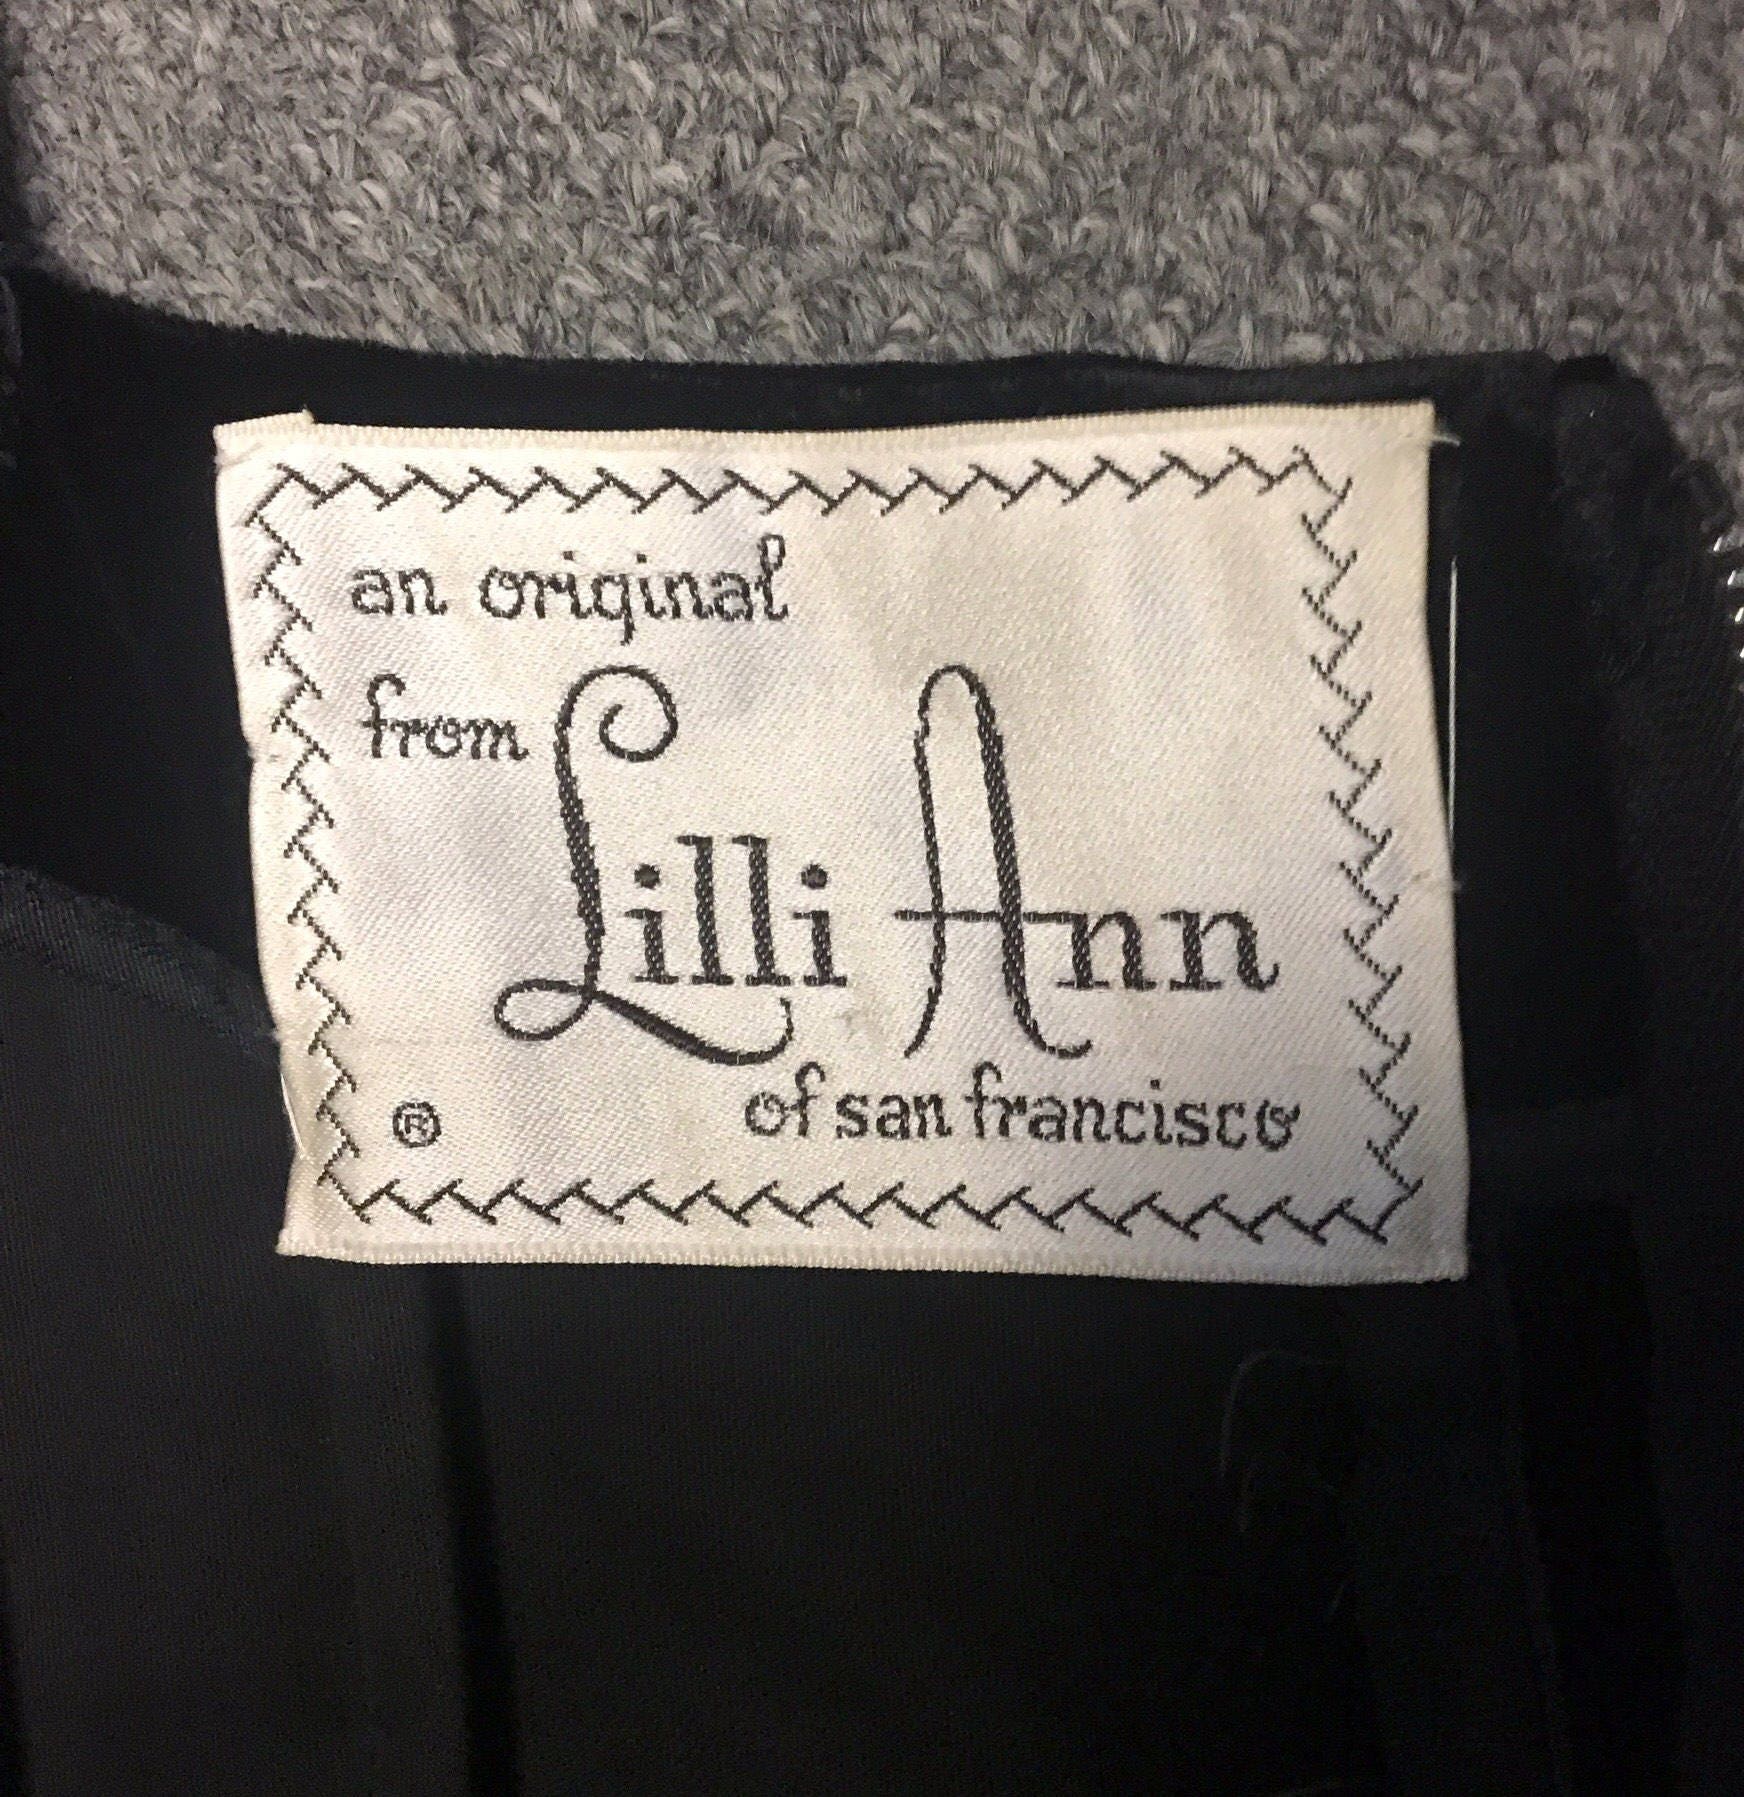 an original
from Lilli Ann
® of san francisco